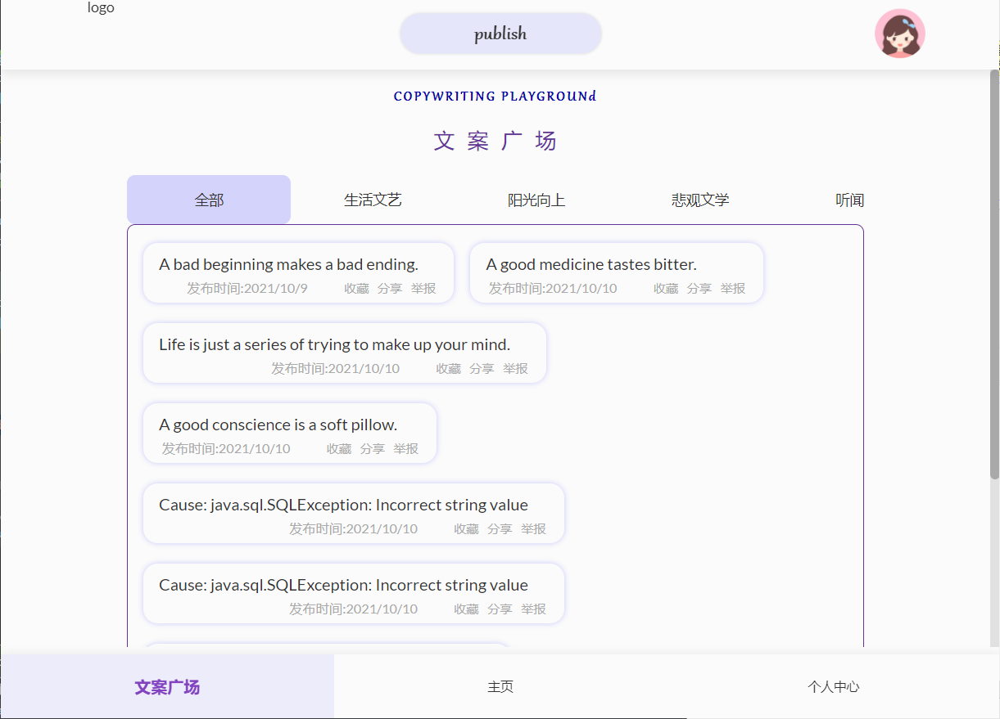 logo
publish
COPYWRITING PLAYGROUNd
文案广场
全部 生活文艺 阳光向上 悲观文学 听闻
A bad beginning makes a bad ending.
发布时间:2021/10/9 收藏 分享 举报
A good medicine tastes bitter.
发布时间:2021/10/10 收藏 分享 举报
Life is just a series of trying to make up your mind.
发布时间:2021/10/10 收藏 分享 举报
A good conscience is a soft pillow.
发布时间:2021/10/10 收藏 分享 举报
Cause: java.sql.SQLException: Incorrect string value
发布时间:2021/10/10 收藏 分享 举报
Cause: java.sql.SQLException: Incorrect string value
发布时间:2021/10/10 收藏 分享 举报
文案广场 主页 个人中心